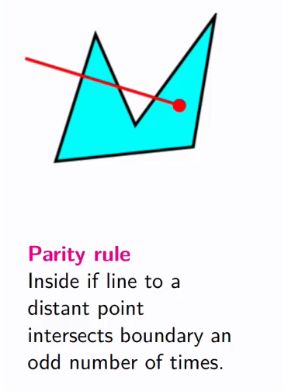 Parity rule
Inside if line to a
distant point
intersects boundary an
odd number of times.